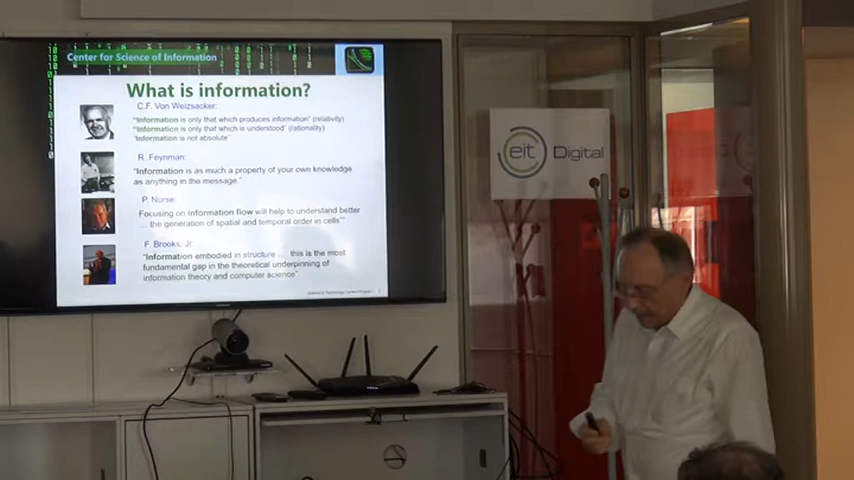 Center for Science of Information
What is information?
C.F. Von Weizsacker:
"Information is only that which produces information" (relativity)
"Information is only that which is understood" (rationality)
"Information is not absolute"
R. Feynman:
"Information is as much a property of your own knowledge
as anything in the message."
P. Nurse:
Focusing on information flow will help to understand better
... the generation of spatial and temporal order in cells"
F. Brooks, Jr.
"Information embodied in structure ... this is the most
fundamental gap in the theoretical underpinning of
information theory and computer science"
eit Digital